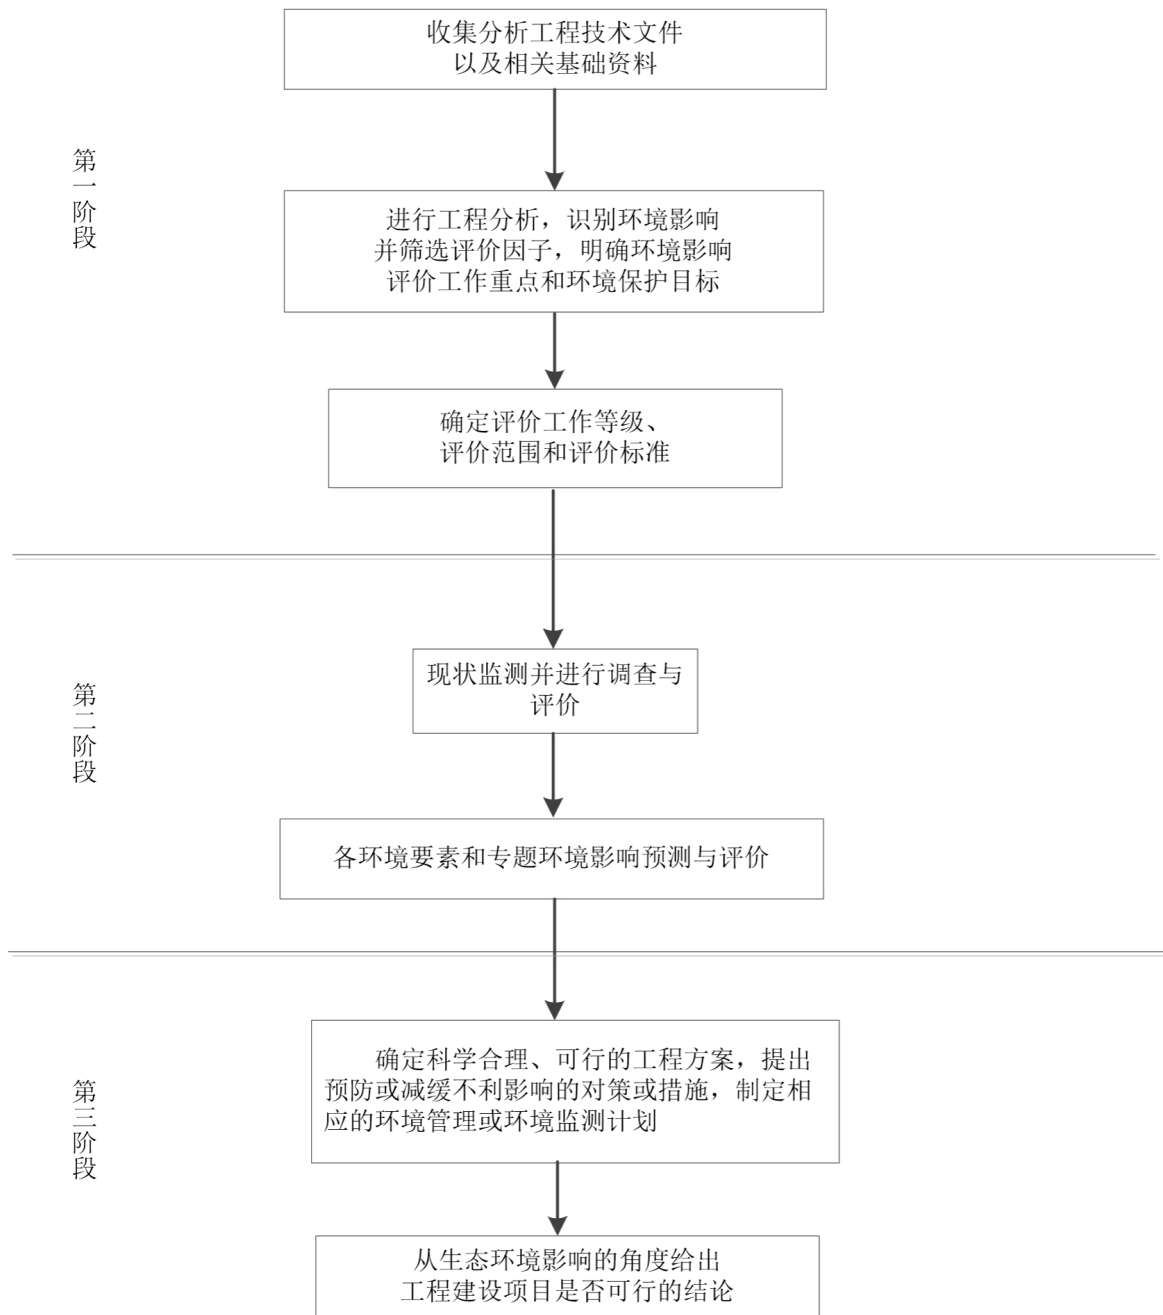 收集分析工程技术文件
以及相关基础资料
第一阶段
进行工程分析，识别环境影响
并筛选评价因子，明确环境影响
评价工作重点和环境保护目标
确定评价工作等级、
评价范围和评价标准
现状监测并进行调查与
评价
第二阶段
各环境要素和专题环境影响预测与评价
确定科学合理、可行的工程方案，提出
预防或减缓不利影响的对策或措施，制定相
应的环境管理或环境监测计划
第三阶段
从生态环境影响的角度给出
工程建设项目是否可行的结论